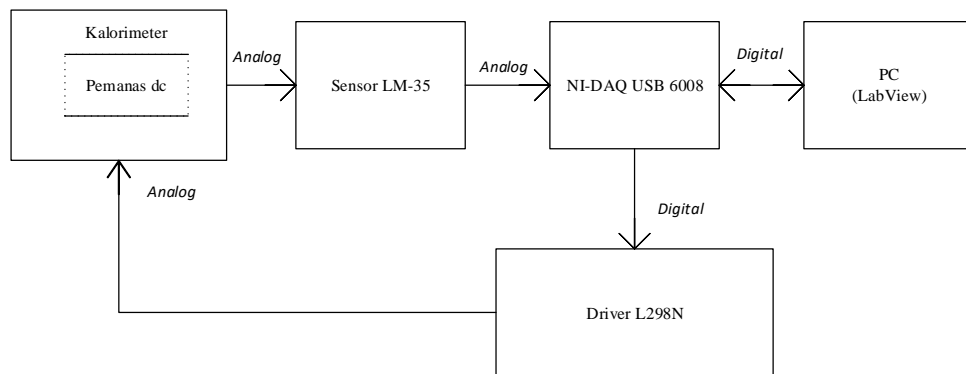 Kalorimeter
Pemanas dc
Analog
Sensor LM-35
Analog
NI-DAQ USB 6008
Digital
PC
(LabView)
Analog
Digital
Driver L298N